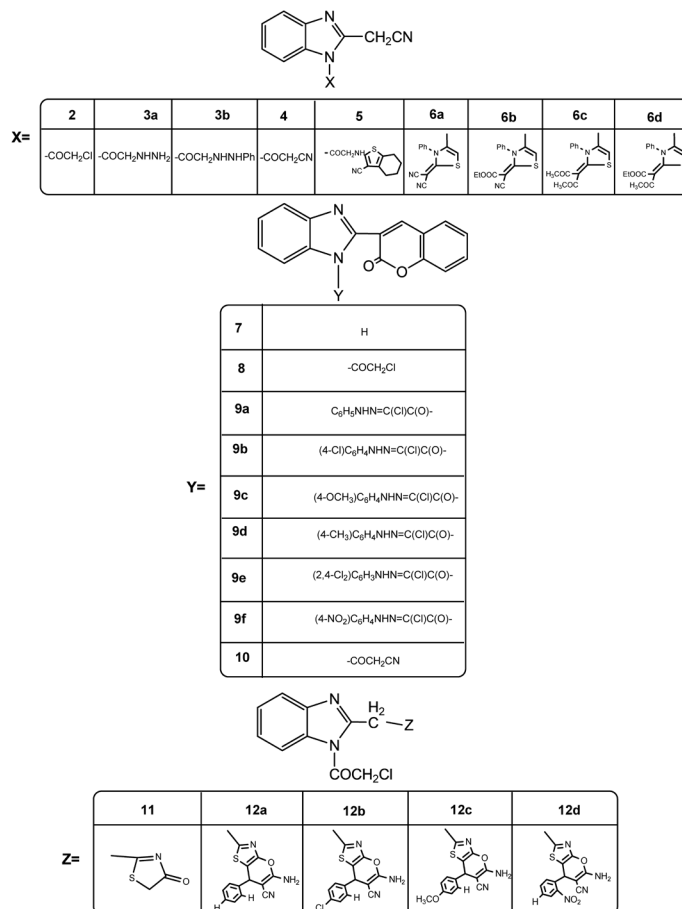 N
CH₂CN
N
X
X=
2 3a 3b 4 5 6a 6b 6c 6d
-COCH₂Cl -COCH₂NHNH₂ -COCH₂NHNHPh -COCH₂CN -COCH₂NH S NC Ph N S CN NC Ph N S EtOOC NC Ph N S H₃COC H₃COC Ph N S EtOOC H₃COC
N
N O O
Y
Y=
7 H
8 -COCH₂Cl
9a C₆H₅NHN=C(Cl)C(O)-
9b (4-Cl)C₆H₄NHN=C(Cl)C(O)-
9c (4-OCH₃)C₆H₄NHN=C(Cl)C(O)-
9d (4-CH₃)C₆H₄NHN=C(Cl)C(O)-
9e (2,4-Cl₂)C₆H₃NHN=C(Cl)C(O)-
9f (4-NO₂)C₆H₄NHN=C(Cl)C(O)-
10 -COCH₂CN
N H₂
C Z
N
COCH₂Cl
Z=
11 12a 12b 12c 12d
N S O N S O NH₂ CN H H N S O NH₂ CN H Cl N S O NH₂ CN H H₃CO N S O NH₂ CN NO₂ H